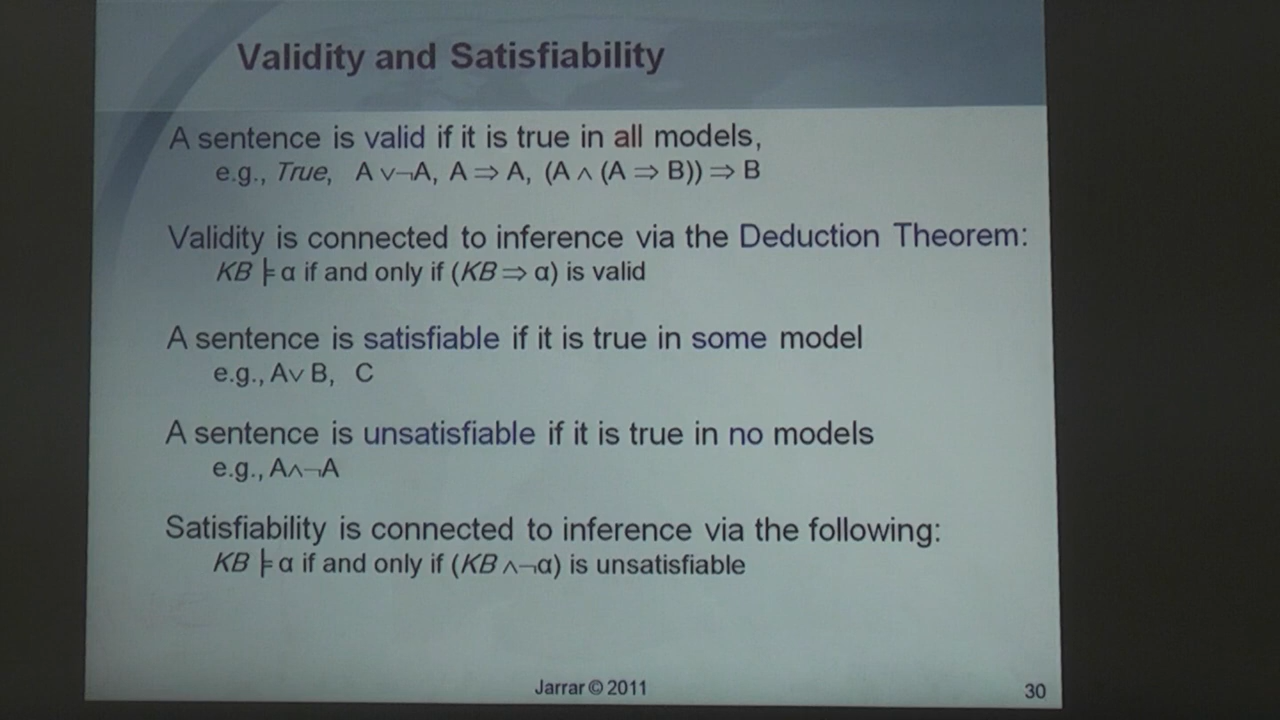 Validity and Satisfiability
A sentence is valid if it is true in all models,
e.g., True, A ∨¬A, A ⇒ A, (A ∧ (A ⇒ B)) ⇒ B
Validity is connected to inference via the Deduction Theorem:
KB ╞ α if and only if (KB ⇒ α) is valid
A sentence is satisfiable if it is true in some model
e.g., A∨ B, C
A sentence is unsatisfiable if it is true in no models
e.g., A∧¬A
Satisfiability is connected to inference via the following:
KB ╞ α if and only if (KB ∧¬α) is unsatisfiable
Jarrar © 2011
30